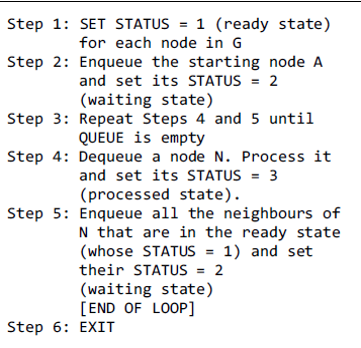 Step 1: SET STATUS = 1 (ready state)
for each node in G
Step 2: Enqueue the starting node A
and set its STATUS = 2
(waiting state)
Step 3: Repeat Steps 4 and 5 until
QUEUE is empty
Step 4: Dequeue a node N. Process it
and set its STATUS = 3
(processed state).
Step 5: Enqueue all the neighbours of
N that are in the ready state
(whose STATUS = 1) and set
their STATUS = 2
(waiting state)
[END OF LOOP]
Step 6: EXIT